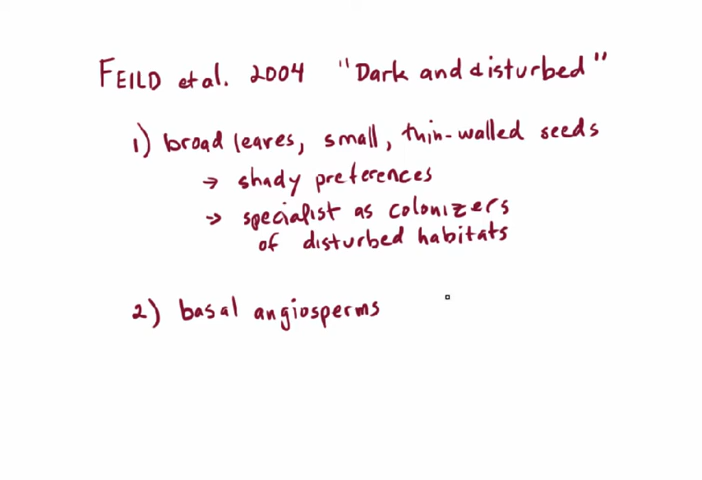 FEILD et al. 2004 "Dark and disturbed"
1) broad leaves, small, thin-walled seeds
→ shady preferences
→ specialist as colonizers
of disturbed habitats
2) basal angiosperms